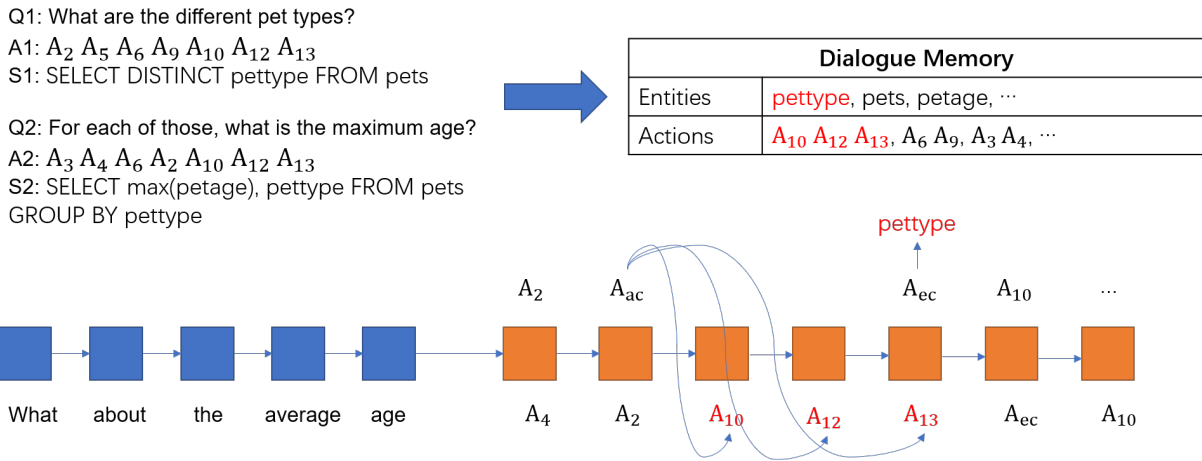 Q1: What are the different pet types?
A1: A₂ A₅ A₆ A₉ A₁₀ A₁₂ A₁₃
S1: SELECT DISTINCT pettype FROM pets
Q2: For each of those, what is the maximum age?
A2: A₃ A₄ A₆ A₂ A₁₀ A₁₂ A₁₃
S2: SELECT max(petage), pettype FROM pets
GROUP BY pettype
Dialogue Memory
Entities pettype, pets, petage, ⋯
Actions A₁₀ A₁₂ A₁₃, A₆ A₉, A₃ A₄, ⋯
pettype
A₂ Aac Aec A₁₀ ⋯
What about the average age A₄ A₂ A₁₀ A₁₂ A₁₃ Aec A₁₀